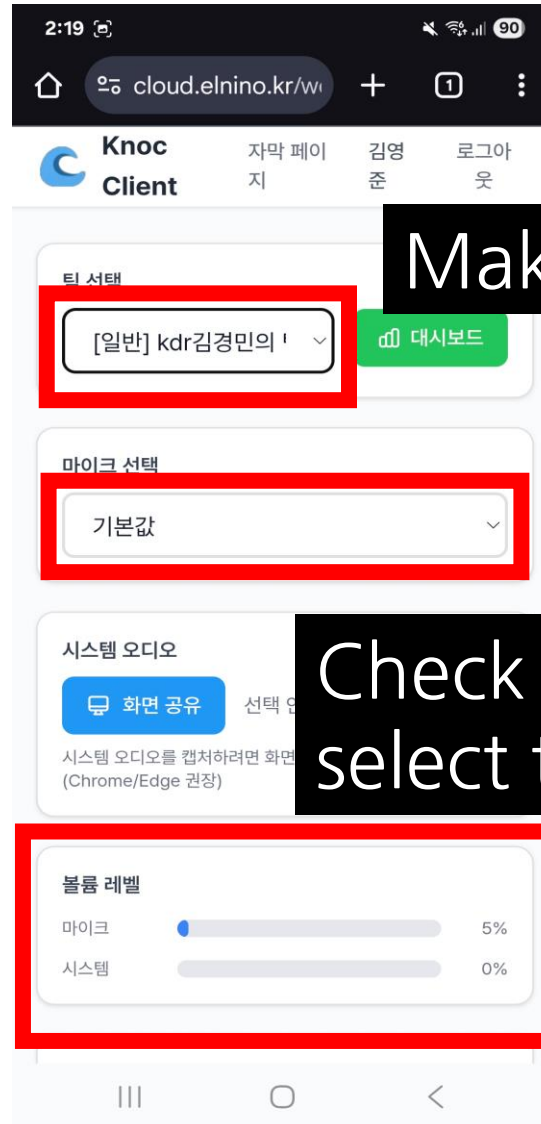 2:19
90
cloud.elnino.kr/w
1
Knoc Client
자막 페이지
김영준
로그아웃
팀 선택
Mak
[일반] kdr김경민의
대시보드
마이크 선택
기본값
시스템 오디오
Check
화면 공유
선택
select
시스템 오디오를 캡처하려면 화면
(Chrome/Edge 권장)
볼륨 레벨
마이크 5%
시스템 0%